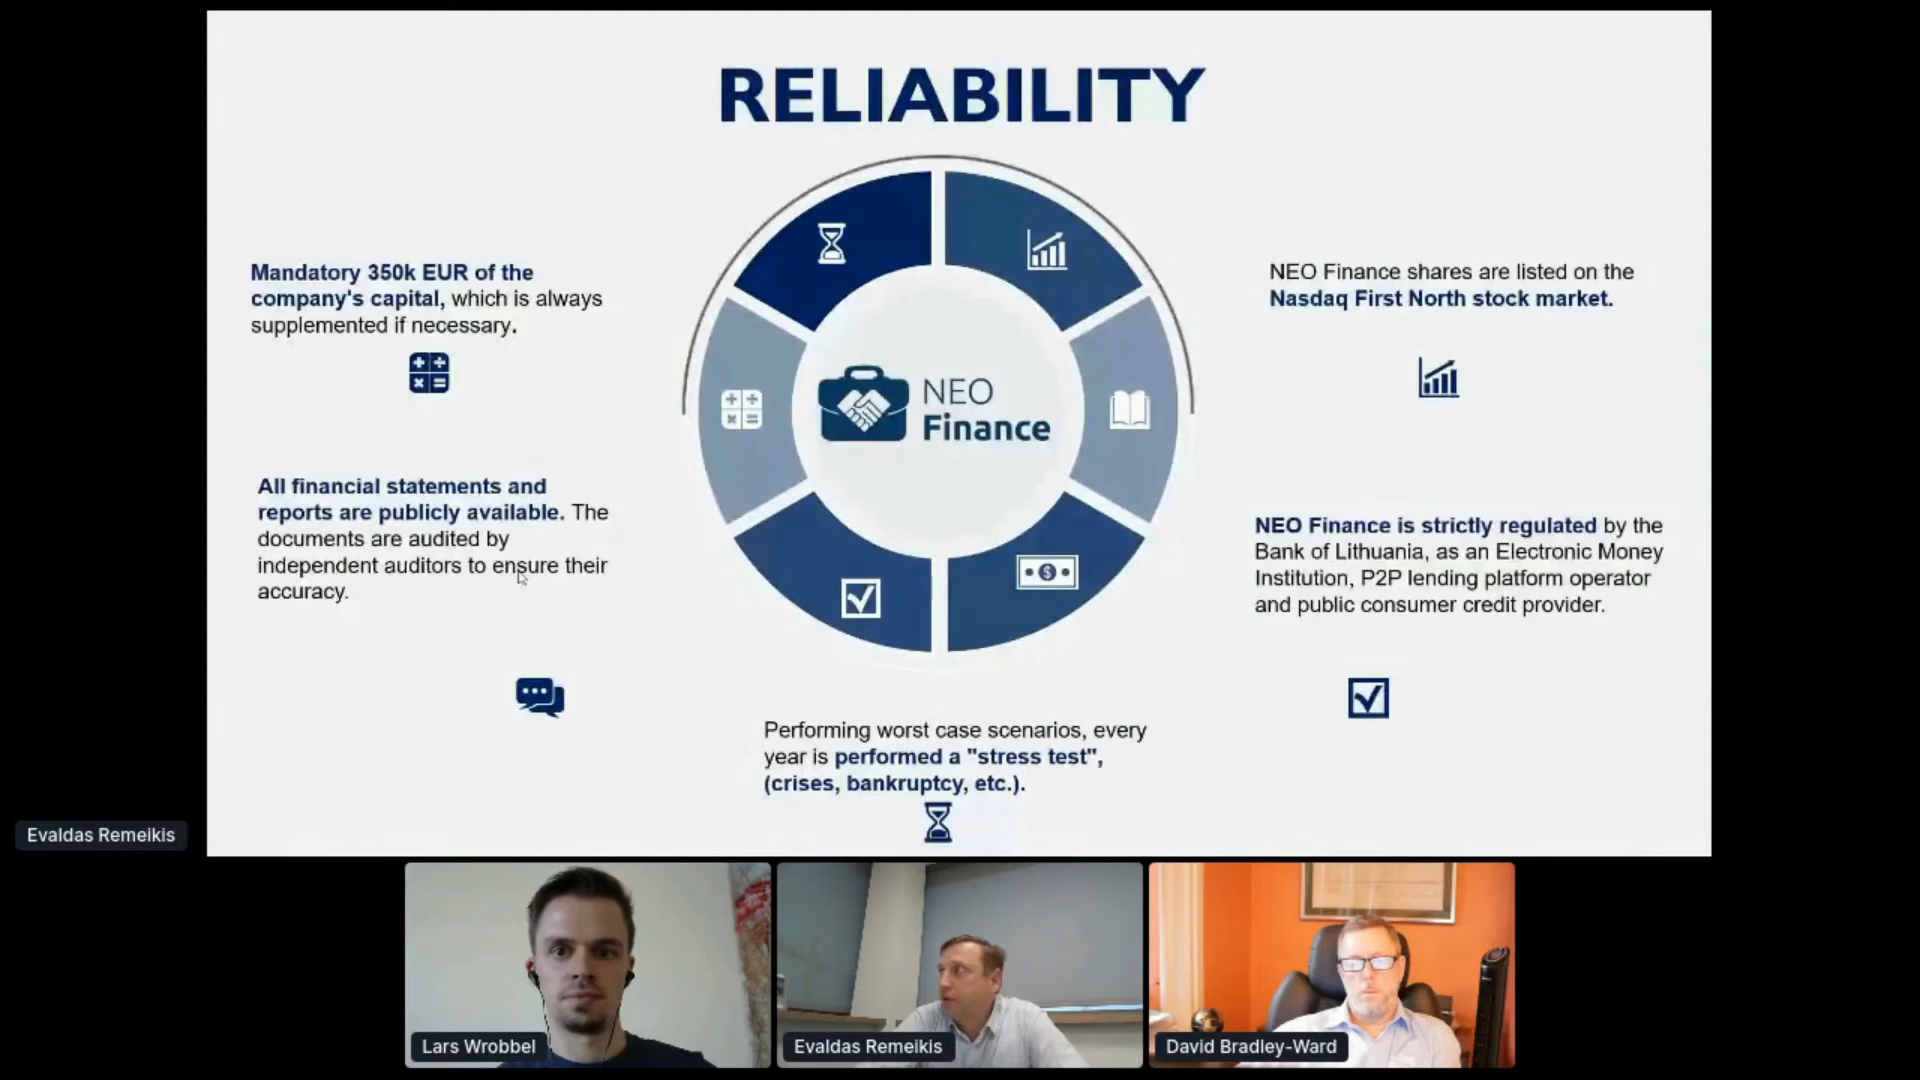 RELIABILITY
Mandatory 350k EUR of the
company's capital, which is always
supplemented if necessary.
NEO Finance shares are listed on the
Nasdaq First North stock market.
NEO
Finance
All financial statements and
reports are publicly available. The
documents are audited by
independent auditors to ensure their
accuracy.
NEO Finance is strictly regulated by the
Bank of Lithuania, as an Electronic Money
Institution, P2P lending platform operator
and public consumer credit provider.
Performing worst case scenarios, every
year is performed a "stress test",
(crises, bankruptcy, etc.).
Evaldas Remeikis
Lars Wrobbel
Evaldas Remeikis
David Bradley-Ward